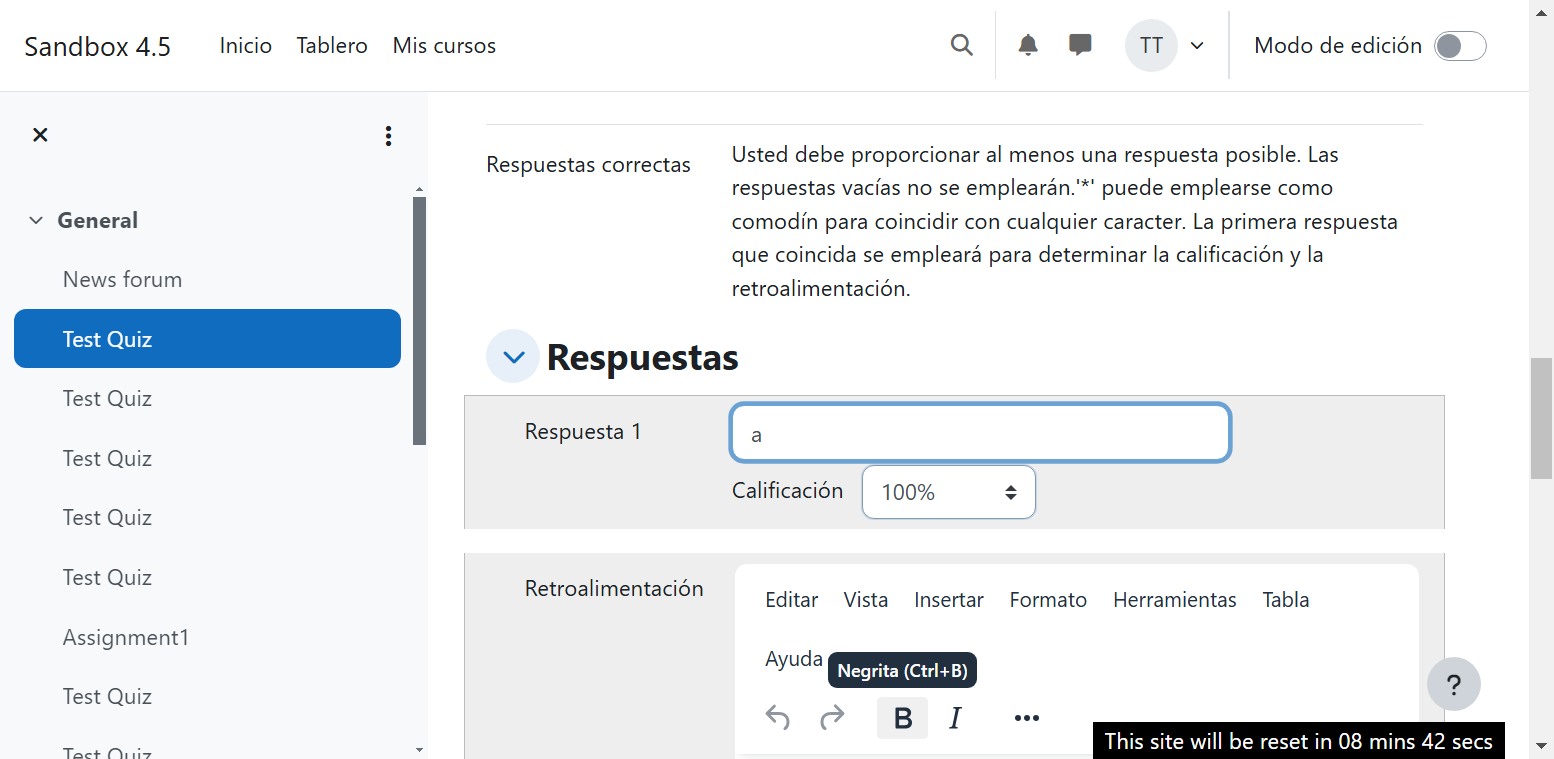 Sandbox 4.5 Inicio Tablero Mis cursos TT Modo de edición
General
News forum
Test Quiz
Test Quiz
Test Quiz
Test Quiz
Test Quiz
Assignment1
Test Quiz
Test Quiz
Respuestas correctas
Usted debe proporcionar al menos una respuesta posible. Las
respuestas vacías no se emplearán.'*' puede emplearse como
comodín para coincidir con cualquier caracter. La primera respuesta
que coincida se empleará para determinar la calificación y la
retroalimentación.
Respuestas
Respuesta 1 a
Calificación 100%
Retroalimentación
Editar Vista Insertar Formato Herramientas Tabla
Ayuda
Negrita (Ctrl+B)
B I
?
This site will be reset in 08 mins 42 secs